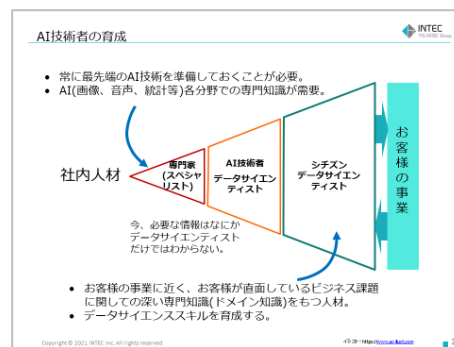 AI技術者の育成
INTEC
• 常に最先端のAI技術を準備しておくことが必要。
• AI(画像、音声、統計等)各分野での専門知識が需要。
社内人材
専門家
(スペシャ
リスト)
AI技術者
データサイエン
ティスト
シチズン
データサイエン
ティスト
お客様の事業
今、必要な情報はなにか
データサイエンティスト
だけではわからない。
• お客様の事業に近く、お客様が直面しているビジネス課題
に関しての深い専門知識(ドメイン知識)をもつ人材。
• データサイエンススキルを育成する。
Copyright © 2021 INTEC Inc. All rights reserved.